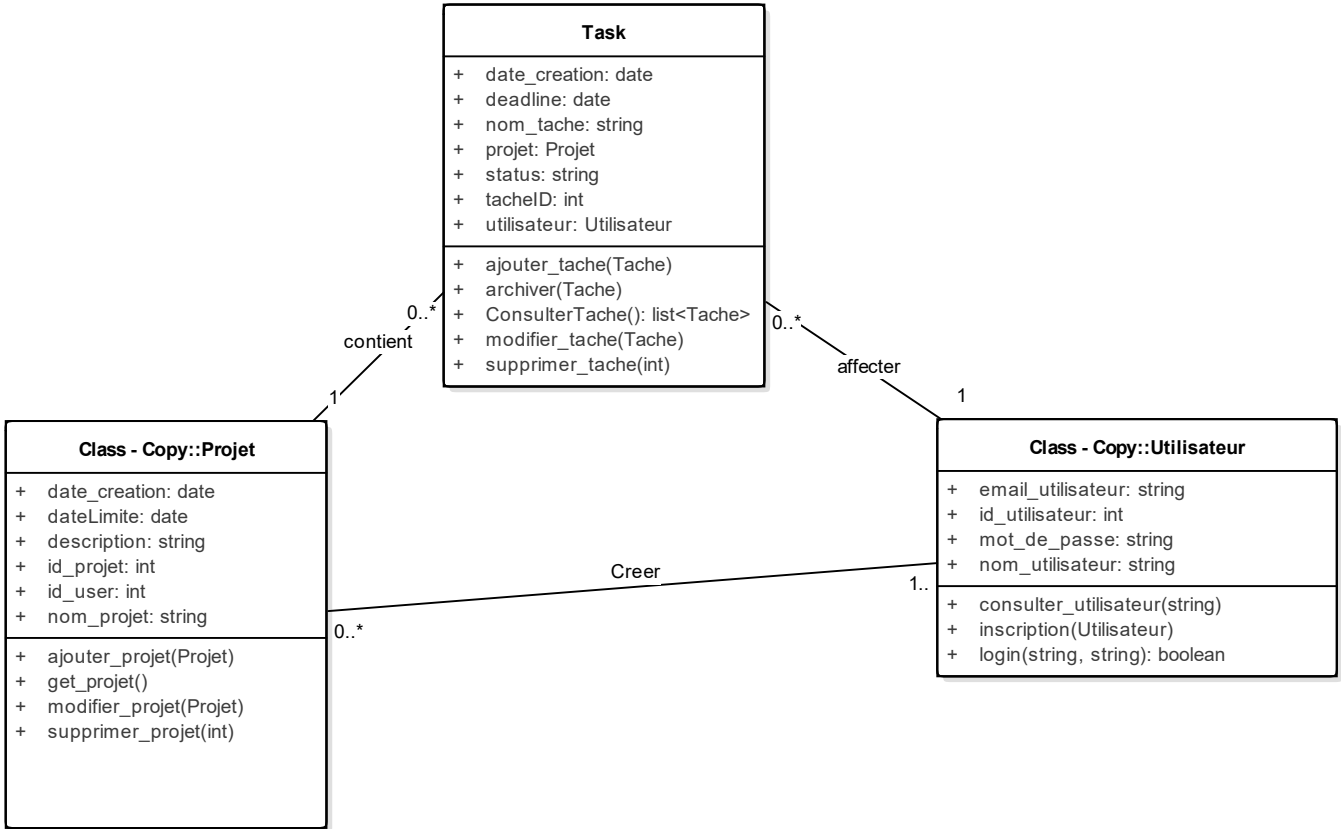 Task
+ date_creation: date
+ deadline: date
+ nom_tache: string
+ projet: Projet
+ status: string
+ tacheID: int
+ utilisateur: Utilisateur
+ ajouter_tache(Tache)
+ archiver(Tache)
+ ConsulterTache(): list<Tache>
+ modifier_tache(Tache)
+ supprimer_tache(int)
0..*
contient
1
0..*
affecter
1
Class - Copy::Projet
+ date_creation: date
+ dateLimite: date
+ description: string
+ id_projet: int
+ id_user: int
+ nom_projet: string
+ ajouter_projet(Projet)
+ get_projet()
+ modifier_projet(Projet)
+ supprimer_projet(int)
0..*
Creer
1..
Class - Copy::Utilisateur
+ email_utilisateur: string
+ id_utilisateur: int
+ mot_de_passe: string
+ nom_utilisateur: string
+ consulter_utilisateur(string)
+ inscription(Utilisateur)
+ login(string, string): boolean